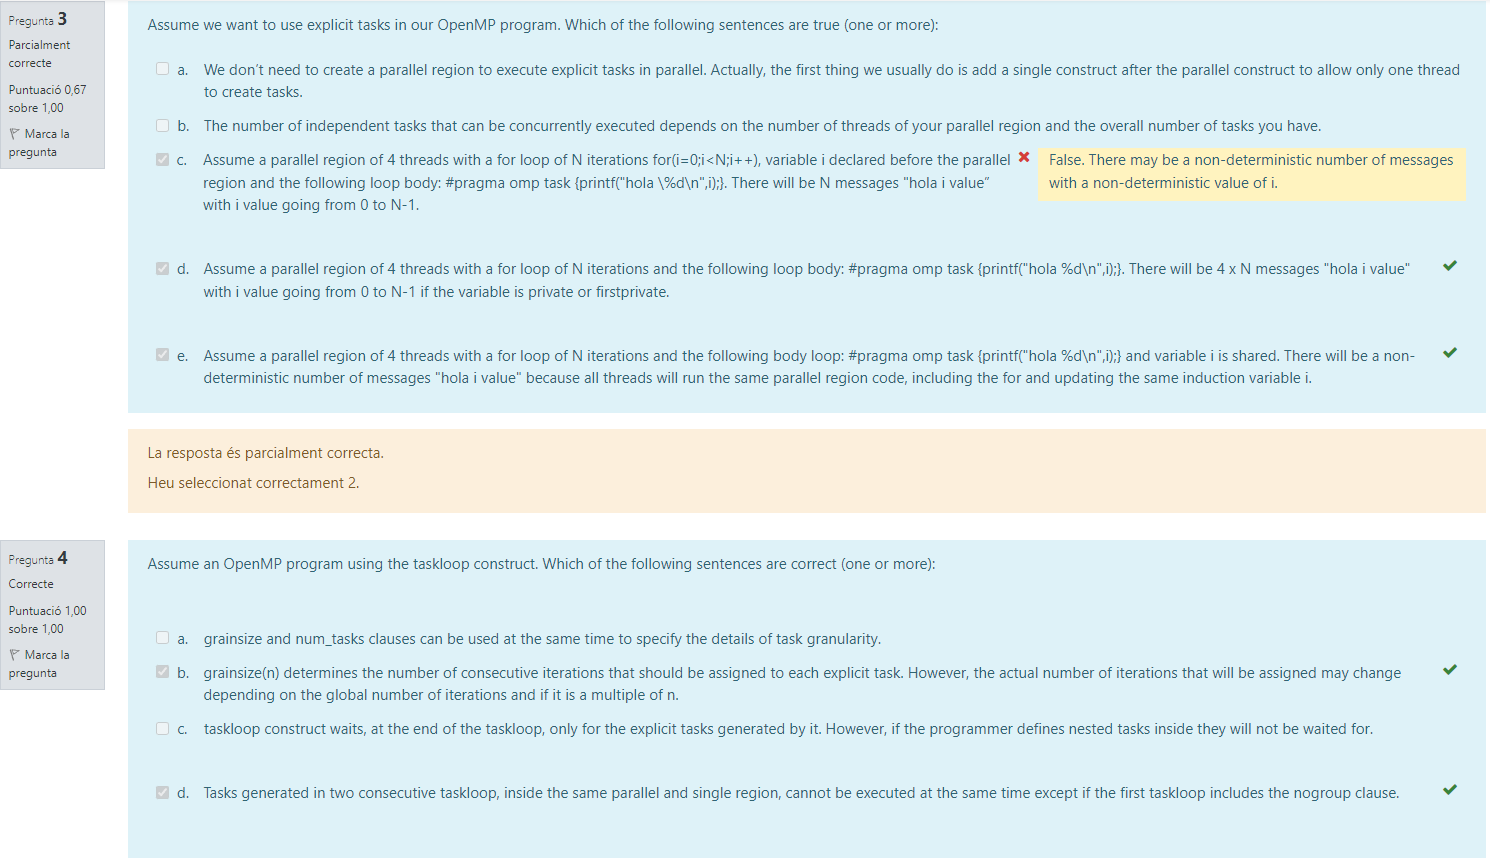 Pregunta 3
Parcialment
correcte
Puntuació 0,67
sobre 1,00
Marca la
pregunta
Assume we want to use explicit tasks in our OpenMP program. Which of the following sentences are true (one or more):
a. We don't need to create a parallel region to execute explicit tasks in parallel. Actually, the first thing we usually do is add a single construct after the parallel construct to allow only one thread
to create tasks.
b. The number of independent tasks that can be concurrently executed depends on the number of threads of your parallel region and the overall number of tasks you have.
c. Assume a parallel region of 4 threads with a for loop of N iterations for(i=0;i<N;i++), variable i declared before the parallel
region and the following loop body: #pragma omp task {printf("hola \%d\n",i);}. There will be N messages "hola i value"
with i value going from 0 to N-1.
False. There may be a non-deterministic number of messages
with a non-deterministic value of i.
d. Assume a parallel region of 4 threads with a for loop of N iterations and the following loop body: #pragma omp task {printf("hola %d\n",i);}. There will be 4 x N messages "hola i value"
with i value going from 0 to N-1 if the variable is private or firstprivate.
e. Assume a parallel region of 4 threads with a for loop of N iterations and the following body loop: #pragma omp task {printf("hola %d\n",i);} and variable i is shared. There will be a non-
deterministic number of messages "hola i value" because all threads will run the same parallel region code, including the for and updating the same induction variable i.
La resposta és parcialment correcta.
Heu seleccionat correctament 2.
Pregunta 4
Correcte
Puntuació 1,00
sobre 1,00
Marca la
pregunta
Assume an OpenMP program using the taskloop construct. Which of the following sentences are correct (one or more):
a. grainsize and num_tasks clauses can be used at the same time to specify the details of task granularity.
b. grainsize(n) determines the number of consecutive iterations that should be assigned to each explicit task. However, the actual number of iterations that will be assigned may change
depending on the global number of iterations and if it is a multiple of n.
c. taskloop construct waits, at the end of the taskloop, only for the explicit tasks generated by it. However, if the programmer defines nested tasks inside they will not be waited for.
d. Tasks generated in two consecutive taskloop, inside the same parallel and single region, cannot be executed at the same time except if the first taskloop includes the nogroup clause.